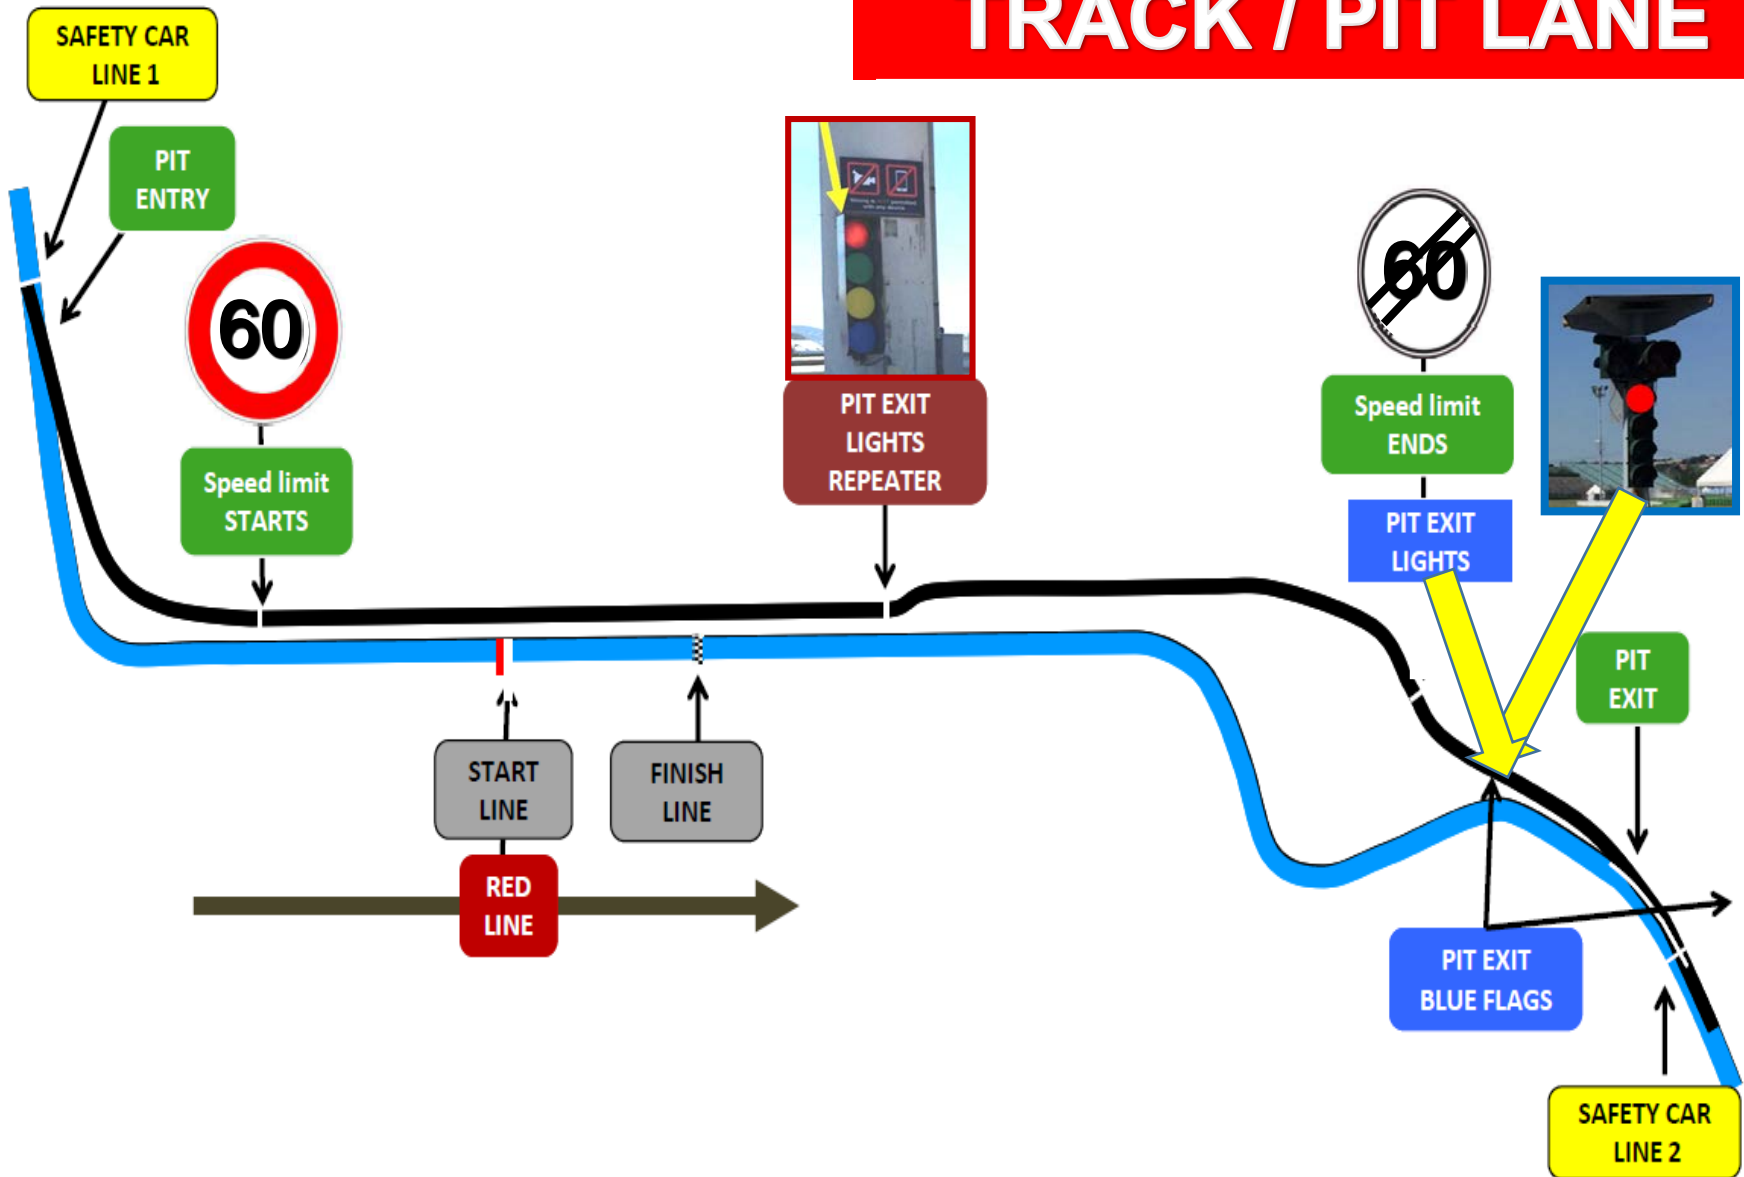 TRACK / PIT LANE
SAFETY CAR
LINE 1
PIT
ENTRY
60
Speed limit
STARTS
PIT EXIT
LIGHTS
REPEATER
60
Speed limit
ENDS
PIT EXIT
LIGHTS
PIT
EXIT
START
LINE
FINISH
LINE
RED
LINE
PIT EXIT
BLUE FLAGS
SAFETY CAR
LINE 2